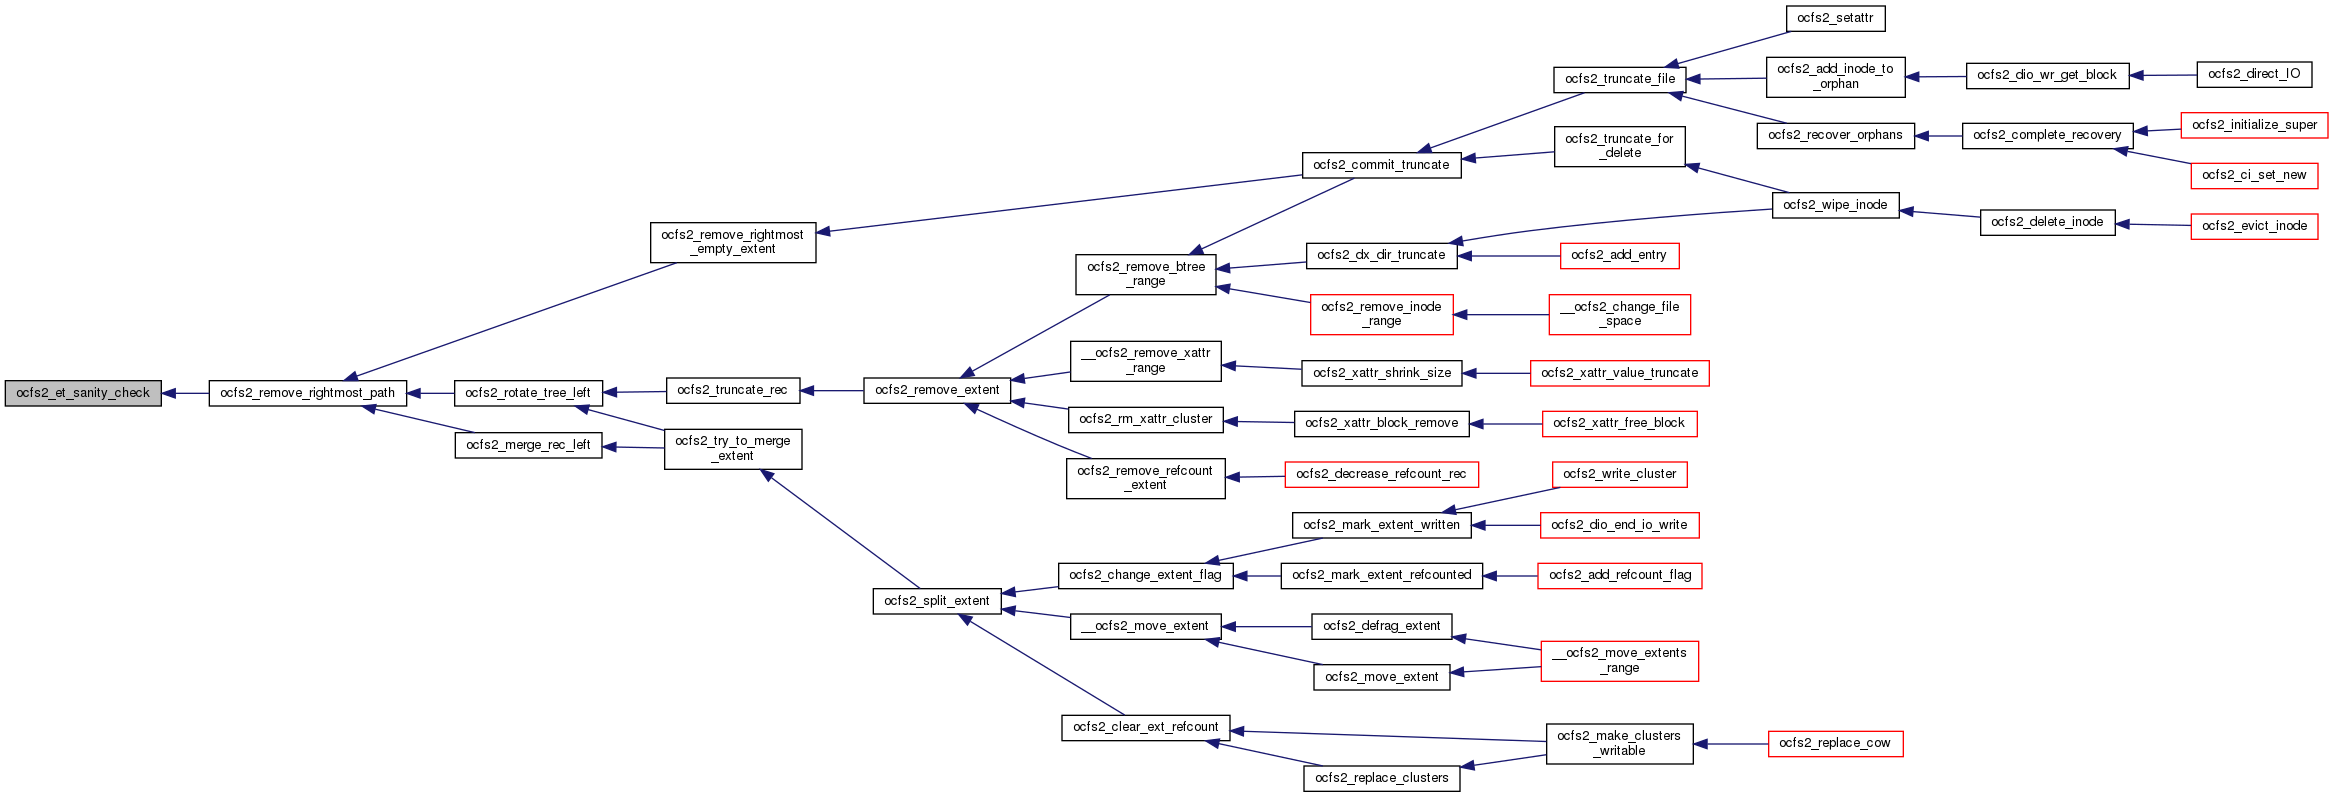 ocfs2_setattr
ocfs2_truncate_file
ocfs2_add_inode_to
_orphan
ocfs2_dio_wr_get_block
ocfs2_direct_IO
ocfs2_recover_orphans
ocfs2_complete_recovery
ocfs2_initialize_super
ocfs2_ci_set_new
ocfs2_commit_truncate
ocfs2_truncate_for
_delete
ocfs2_wipe_inode
ocfs2_delete_inode
ocfs2_evict_inode
ocfs2_remove_rightmost
_empty_extent
ocfs2_remove_btree
_range
ocfs2_dx_dir_truncate
ocfs2_add_entry
ocfs2_remove_inode
_range
__ocfs2_change_file
_space
ocfs2_et_sanity_check
ocfs2_remove_rightmost_path
ocfs2_rotate_tree_left
ocfs2_truncate_rec
ocfs2_remove_extent
__ocfs2_remove_xattr
_range
ocfs2_xattr_shrink_size
ocfs2_xattr_value_truncate
ocfs2_rm_xattr_cluster
ocfs2_xattr_block_remove
ocfs2_xattr_free_block
ocfs2_merge_rec_left
ocfs2_try_to_merge
_extent
ocfs2_remove_refcount
_extent
ocfs2_decrease_refcount_rec
ocfs2_write_cluster
ocfs2_mark_extent_written
ocfs2_dio_end_io_write
ocfs2_change_extent_flag
ocfs2_mark_extent_refcounted
ocfs2_add_refcount_flag
ocfs2_split_extent
__ocfs2_move_extent
ocfs2_defrag_extent
__ocfs2_move_extents
_range
ocfs2_move_extent
ocfs2_clear_ext_refcount
ocfs2_make_clusters
_writable
ocfs2_replace_cow
ocfs2_replace_clusters